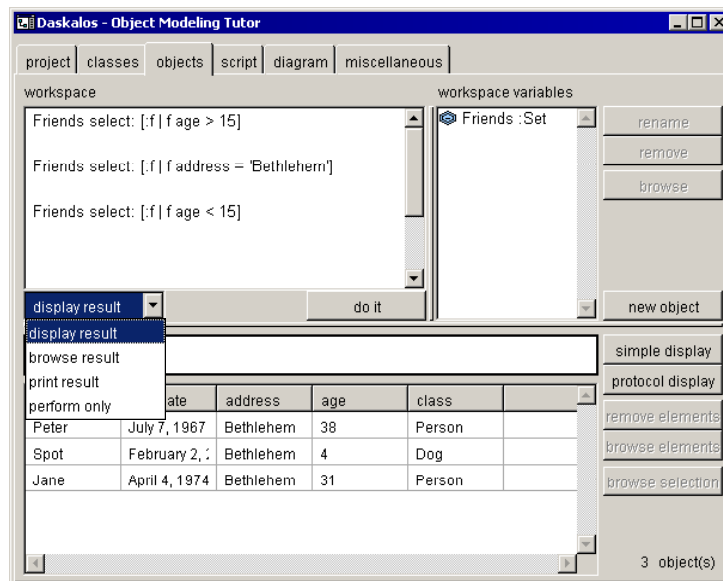 Daskalos - Object Modeling Tutor
project classes objects script diagram miscellaneous
workspace workspace variables
Friends select: [:f | f age > 15] Friends :Set rename
remove
Friends select: [:f | f address = 'Bethlehem']
browse
Friends select: [:f | f age < 15]
display result do it new object
display result
browse result simple display
print result protocol display
perform only ate address age class
remove elements
Peter July 7, 1967 Bethlehem 38 Person
Spot February 2, Bethlehem 4 Dog browse elements
Jane April 4, 1974 Bethlehem 31 Person browse selection
3 object(s)